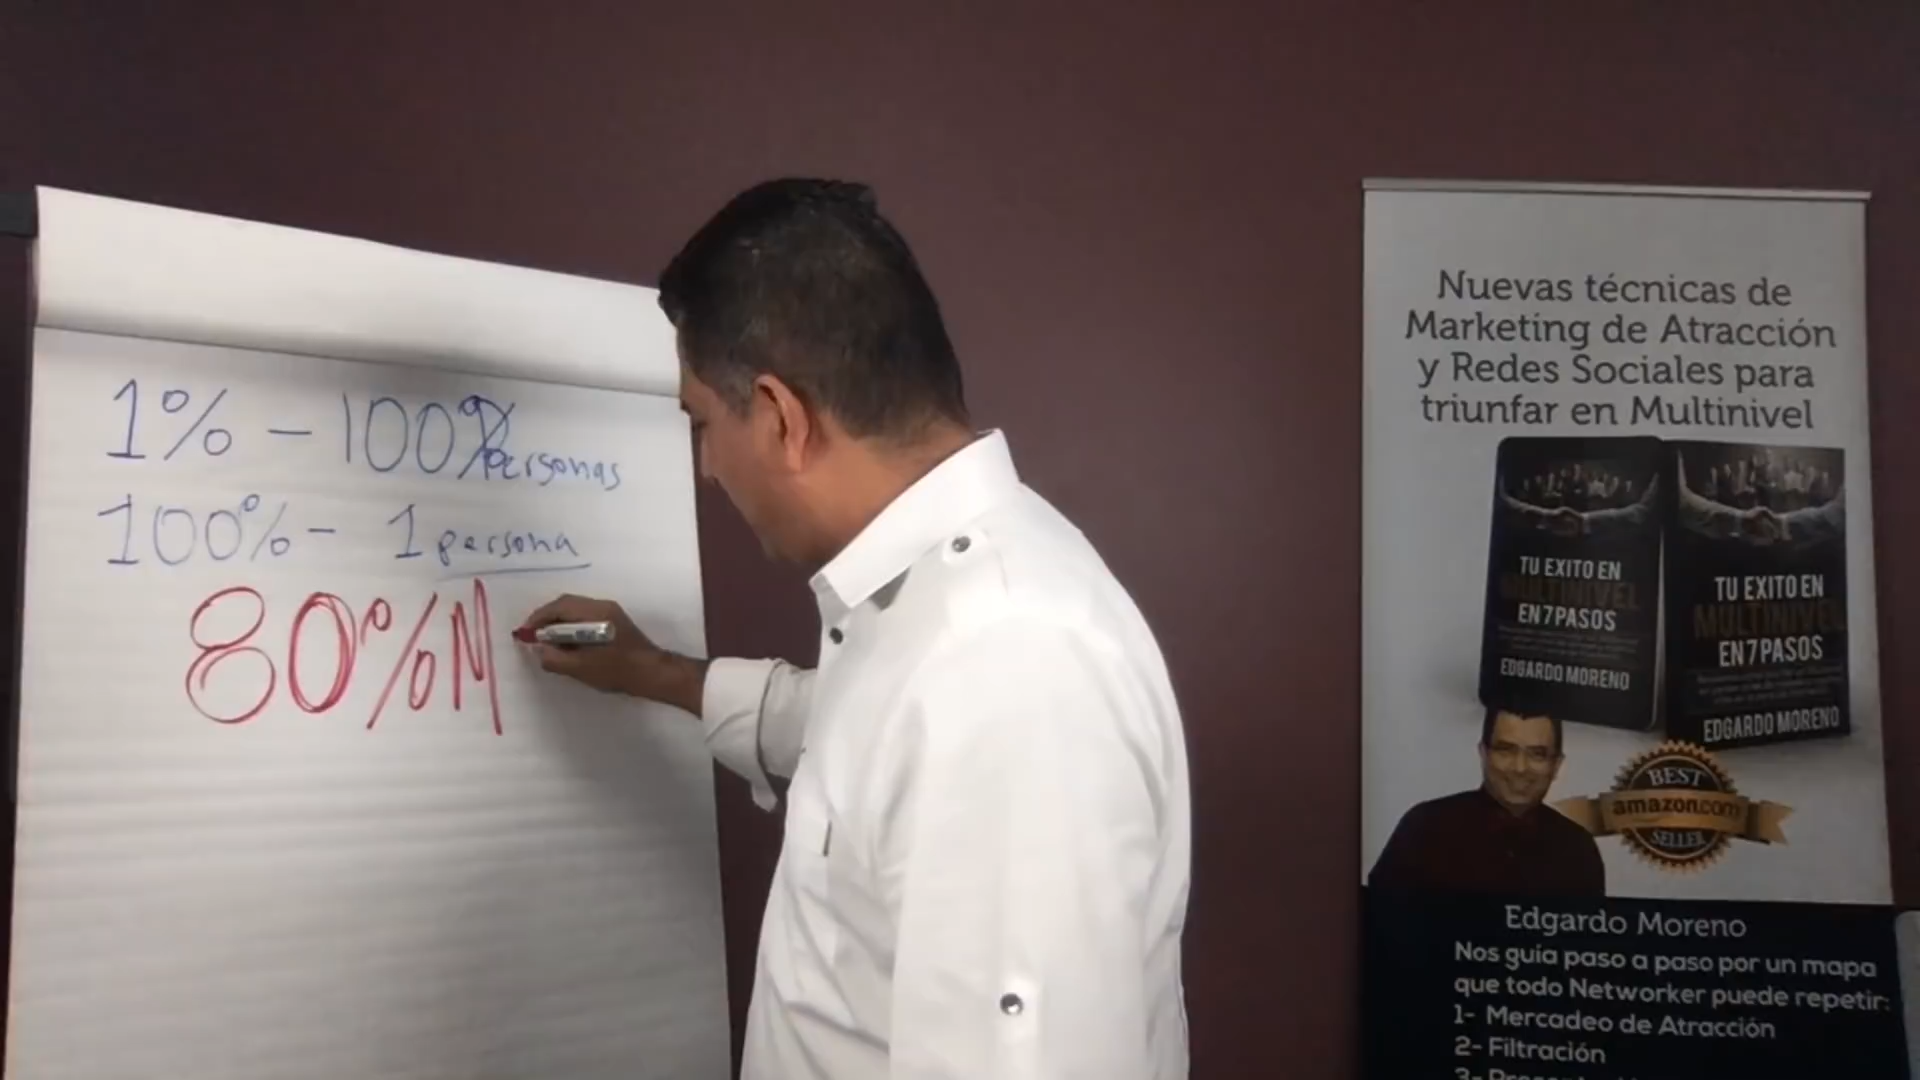 1% - 100% personas
100% - 1 persona
80% M
Nuevas técnicas de
Marketing de Atracción
y Redes Sociales para
triunfar en Multinivel
TU EXITO EN
MULTINIVEL
EN 7 PASOS
EDGARDO MORENO
TU EXITO EN
MULTINIVEL
EN 7 PASOS
EDGARDO MORENO
BEST
amazon.com
SELLER
Edgardo Moreno
Nos guía paso a paso por un mapa
que todo Networker puede repetir:
1- Mercadeo de Atracción
2- Filtración